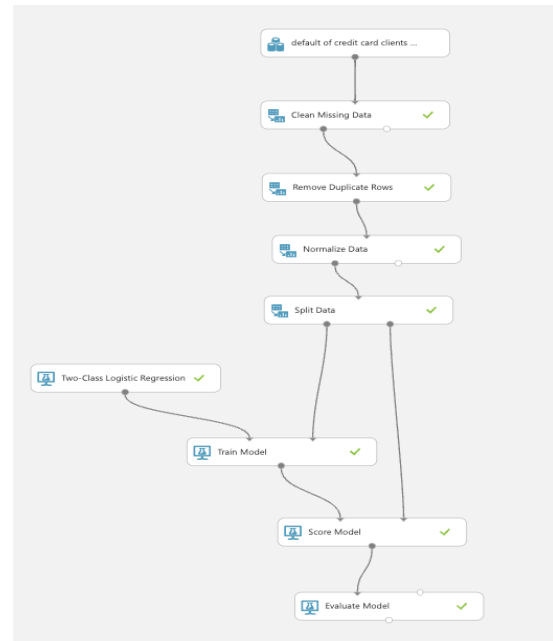 default of credit card clients ...
Clean Missing Data
Remove Duplicate Rows
Normalize Data
Split Data
Two-Class Logistic Regression
Train Model
Score Model
Evaluate Model